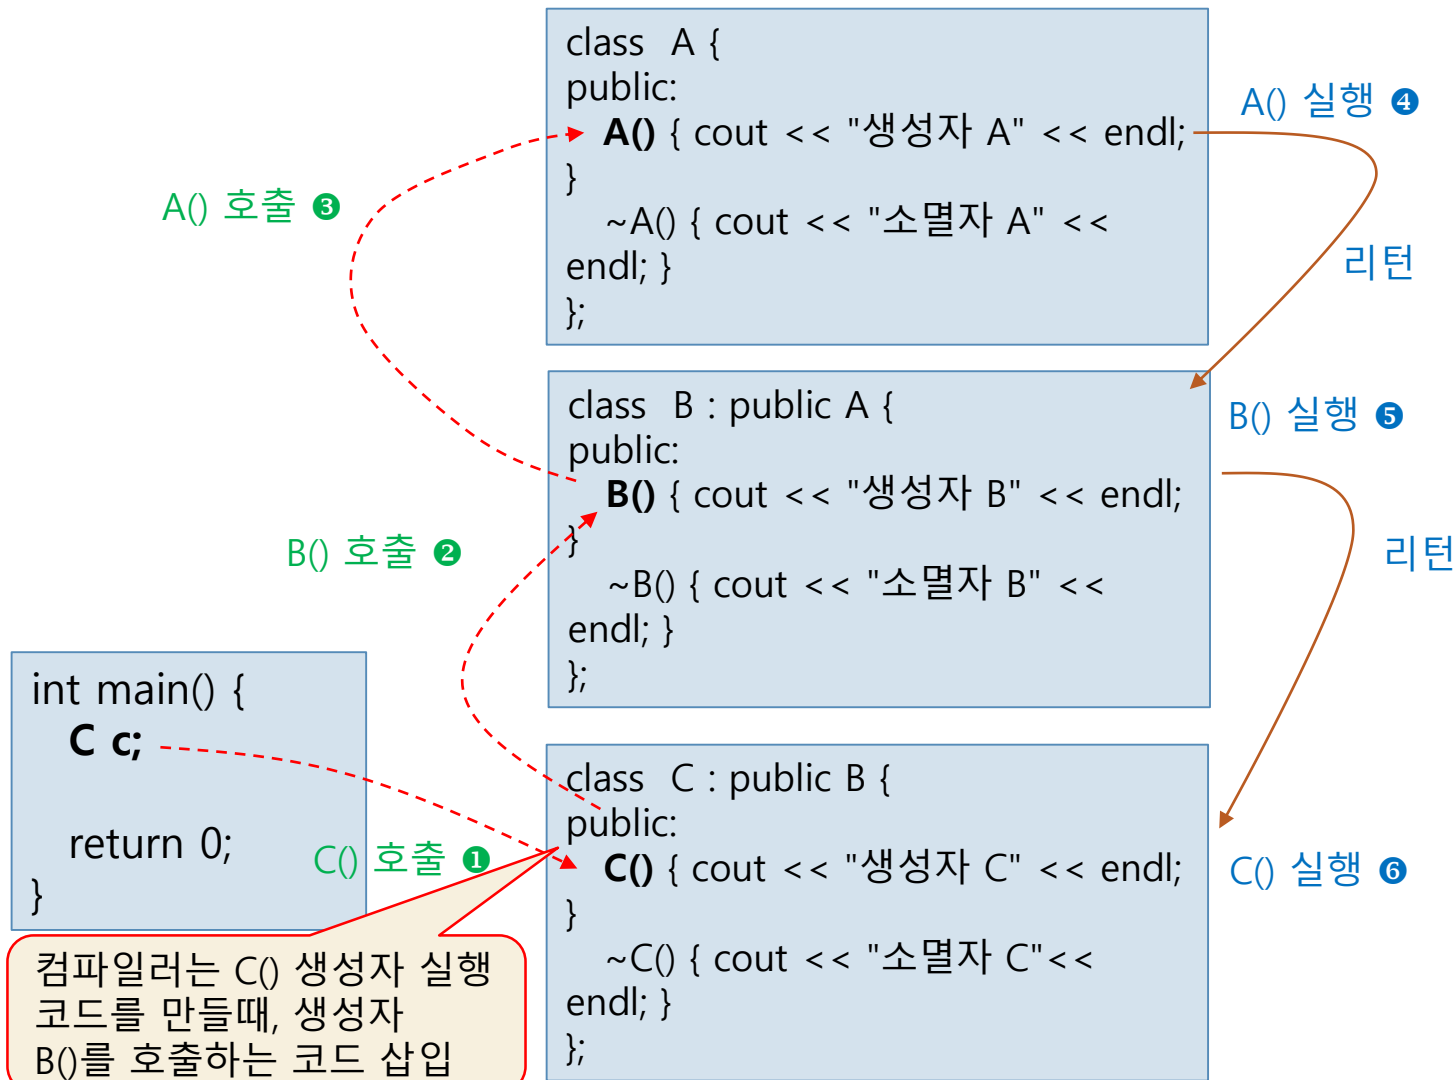 class A {
public:
A() { cout << "생성자 A" << endl;
}
~A() { cout << "소멸자 A" <<
endl; }
};
A() 실행 ❹
A() 호출 ❸
리턴
class B : public A {
public:
B() { cout << "생성자 B" << endl;
}
~B() { cout << "소멸자 B" <<
endl; }
};
B() 실행 ❺
B() 호출 ❷
리턴
int main() {
C c;
return 0;
}
C() 호출 ❶
class C : public B {
public:
C() { cout << "생성자 C" << endl;
}
~C() { cout << "소멸자 C"<<
endl; }
};
C() 실행 ❻
컴파일러는 C() 생성자 실행
코드를 만들때, 생성자
B()를 호출하는 코드 삽입